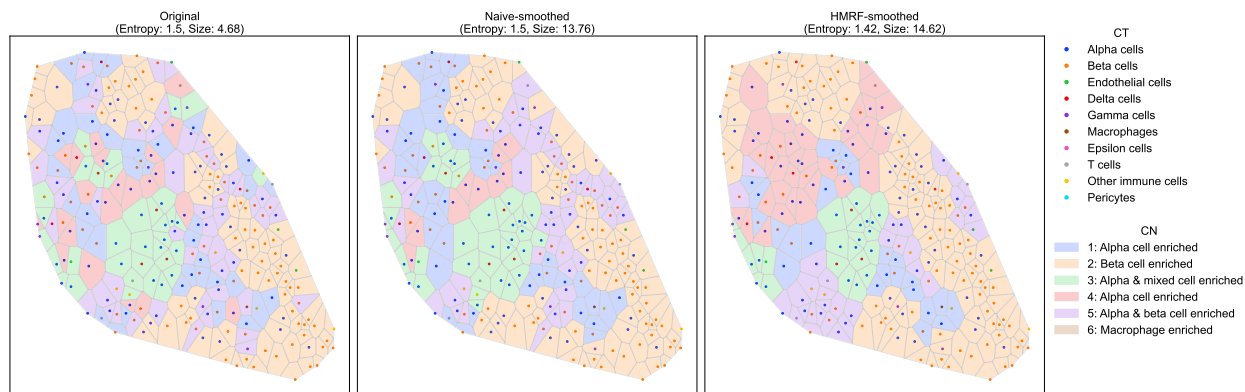 Original
(Entropy: 1.5, Size: 4.68)
Naive-smoothed
(Entropy: 1.5, Size: 13.76)
HMRF-smoothed
(Entropy: 1.42, Size: 14.62)
CT
Alpha cells
Beta cells
Endothelial cells
Delta cells
Gamma cells
Macrophages
Epsilon cells
T cells
Other immune cells
Pericytes
CN
1: Alpha cell enriched
2: Beta cell enriched
3: Alpha & mixed cell enriched
4: Alpha cell enriched
5: Alpha & beta cell enriched
6: Macrophage enriched